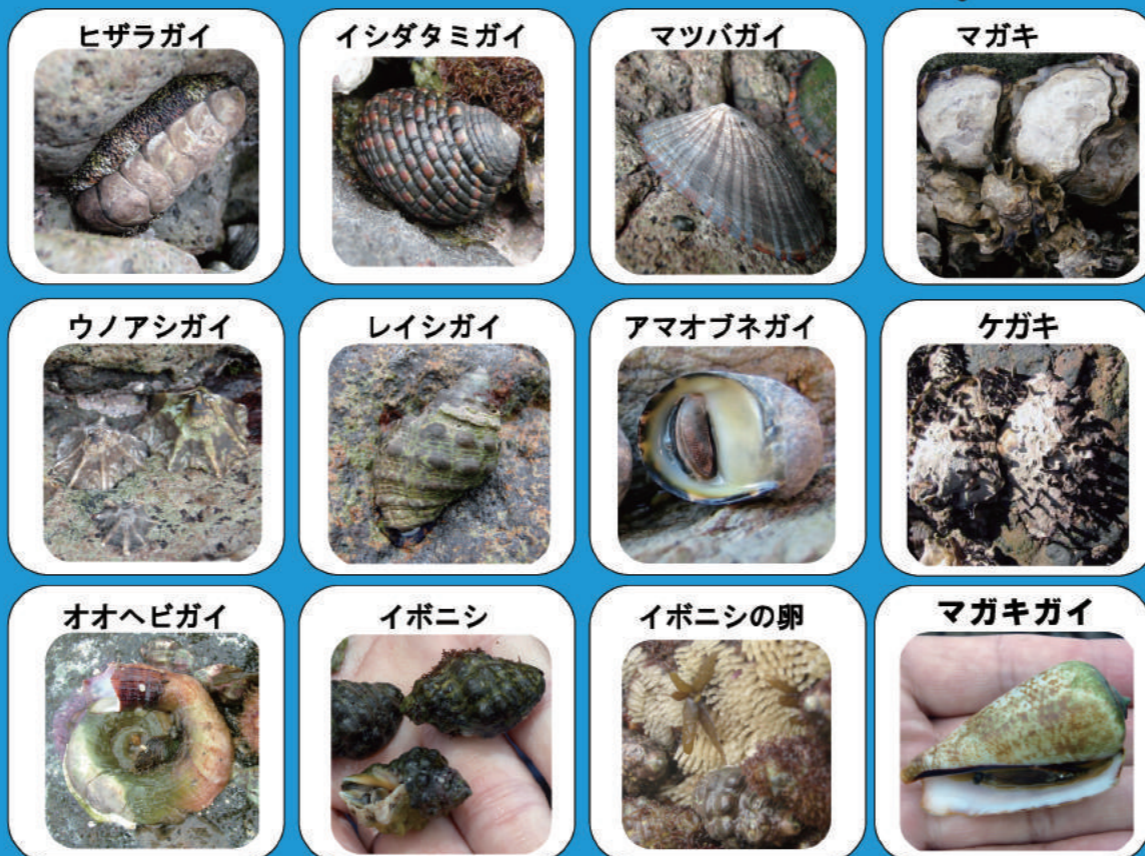 ヒザラガイ
イシダタミガイ
マツバガイ
マガキ
ウノアシガイ
レイシガイ
アマオブネガイ
ケガキ
オオヘビガイ
イボニシ
イボニシの卵
マガキガイ